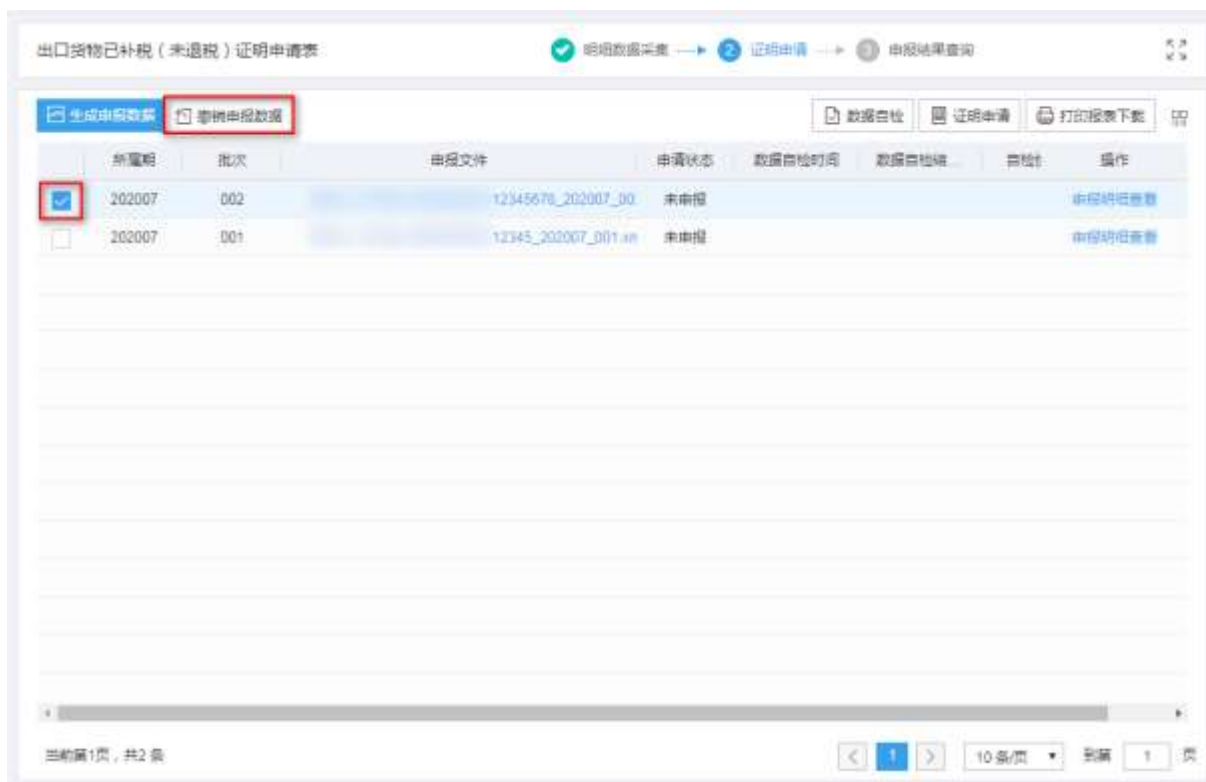 出口货物已补税（未退税）证明申请表
明细数据采集 2 证明申请 3 申报结果查询
生成申报数据 撤销申报数据 数据自检 证明申请 打印报表下载
所属期 批次 申报文件 申请状态 数据自检时间 数据自检结... 自检 操作
202007 002 12345678_202007_00 未申报 申报明细查看
202007 001 12345_202007_001.xm 未申报 申报明细查看
当前第1页，共2条 1 10条/页 到第 1 页